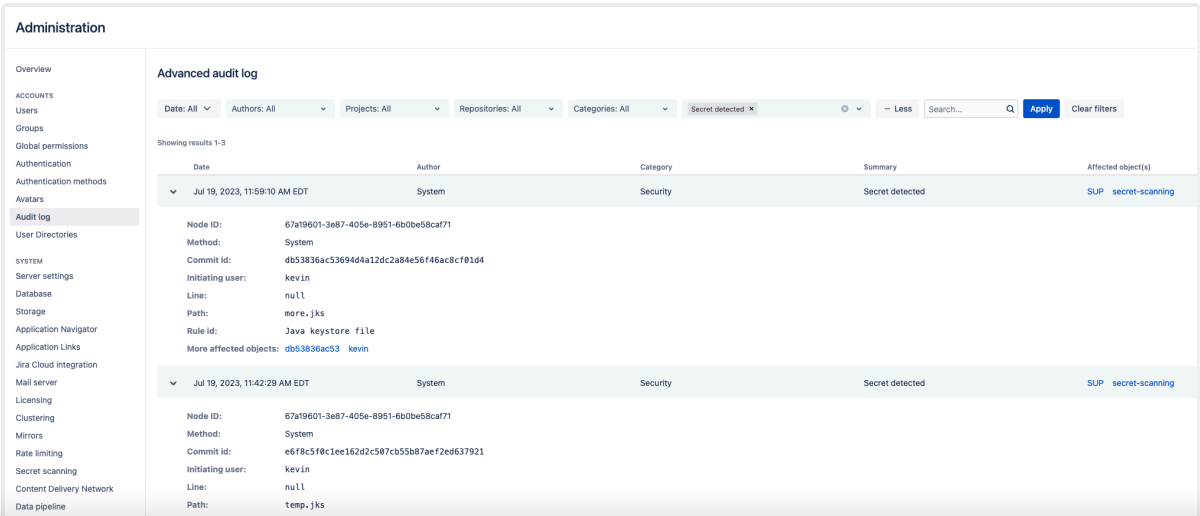 Administration
Overview
ACCOUNTS
Users
Groups
Global permissions
Authentication
Authentication methods
Avatars
Audit log
User Directories
SYSTEM
Server settings
Database
Storage
Application Navigator
Application Links
Jira Cloud integration
Mail server
Licensing
Clustering
Mirrors
Rate limiting
Secret scanning
Content Delivery Network
Data pipeline
Advanced audit log
Date: All Authors: All Projects: All Repositories: All Categories: All Secret detected × − Less Search... Apply Clear filters
Showing results 1-3
Date Author Category Summary Affected object(s)
Jul 19, 2023, 11:59:10 AM EDT System Security Secret detected SUP secret-scanning
Node ID: 67a19601-3e87-405e-8951-6b0be58caf71
Method: System
Commit id: db53836ac53694d4a12dc2a84e56f46ac8cf01d4
Initiating user: kevin
Line: null
Path: more.jks
Rule id: Java keystore file
More affected objects: db53836ac53 kevin
Jul 19, 2023, 11:42:29 AM EDT System Security Secret detected SUP secret-scanning
Node ID: 67a19601-3e87-405e-8951-6b0be58caf71
Method: System
Commit id: e6f8c5f0c1ee162d2c507cb55b87aef2ed637921
Initiating user: kevin
Line: null
Path: temp.jks